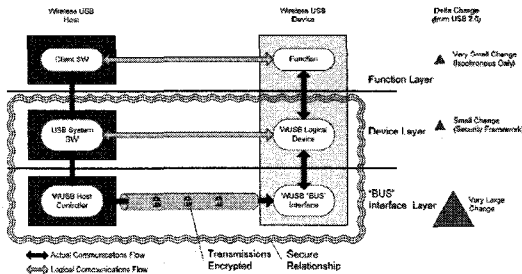 Wireless USB
Host
Wireless USB
Device
Delta Change
(from USB 2.0)
Client SW
Function
Very Small Change
(Isochronous Only)
Function Layer
USB System
SW
WUSB Logical
Device
Device Layer
Small Change
(Security Framework)
WUSB Host
Controller
WUSB "BUS"
Interface
"BUS"
Interface Layer
Very Large
Change
Actual Communications Flow
Logical Communications Flow
Transmissions
Encrypted
Secure
Relationship